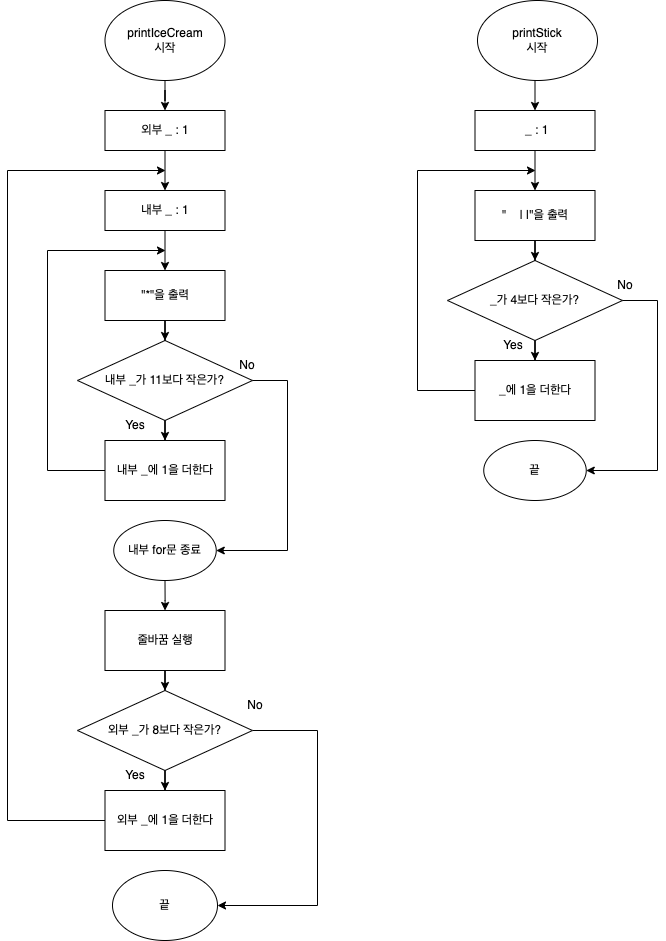 printIceCream
시작
외부 _ : 1
내부 _ : 1
"*"을 출력
내부 _가 11보다 작은가?
No
Yes
내부 _에 1을 더한다
내부 for문 종료
줄바꿈 실행
외부 _가 8보다 작은가?
No
Yes
외부 _에 1을 더한다
끝
printStick
시작
_ : 1
"    | |"을 출력
_가 4보다 작은가?
No
Yes
_에 1을 더한다
끝